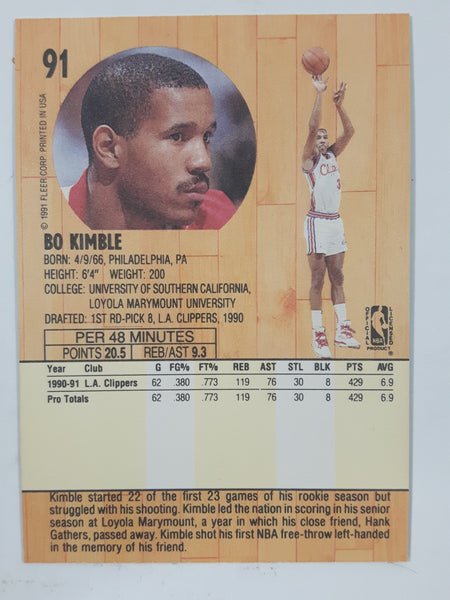 91
© 1991 FLEER CORP. PRINTED IN USA
Clippers
3
BO KIMBLE
BORN: 4/9/66, PHILADELPHIA, PA
HEIGHT: 6'4" WEIGHT: 200
COLLEGE: UNIVERSITY OF SOUTHERN CALIFORNIA,
LOYOLA MARYMOUNT UNIVERSITY
DRAFTED: 1ST RD-PICK 8, L.A. CLIPPERS, 1990
OFFICIAL LICENSED
NBA
PRODUCT
PER 48 MINUTES
POINTS 20.5 REB/AST 9.3
Year Club G FG% FT% REB AST STL BLK PTS AVG
1990-91 L.A. Clippers 62 .380 .773 119 76 30 8 429 6.9
Pro Totals 62 .380 .773 119 76 30 8 429 6.9
Kimble started 22 of the first 23 games of his rookie season but
struggled with his shooting. Kimble led the nation in scoring in his senior
season at Loyola Marymount, a year in which his close friend, Hank
Gathers, passed away. Kimble shot his first NBA free-throw left-handed
in the memory of his friend.